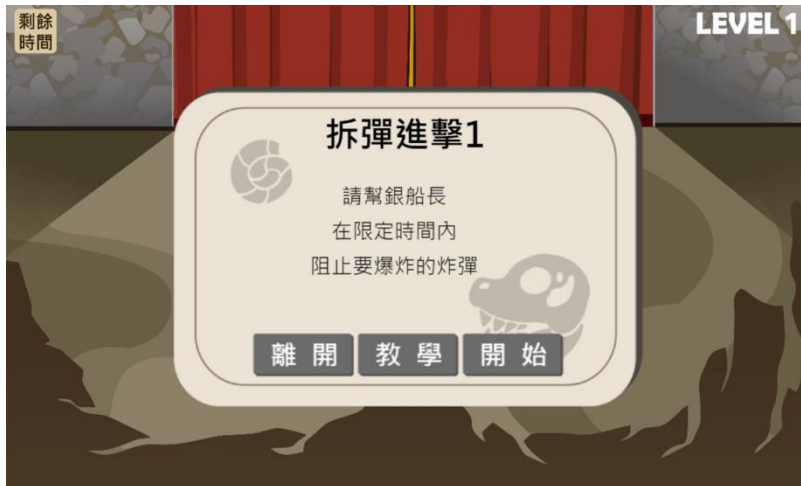 剩餘
時間
LEVEL 1
拆彈進擊1
請幫銀船長
在限定時間內
阻止要爆炸的炸彈
離開 教學 開始